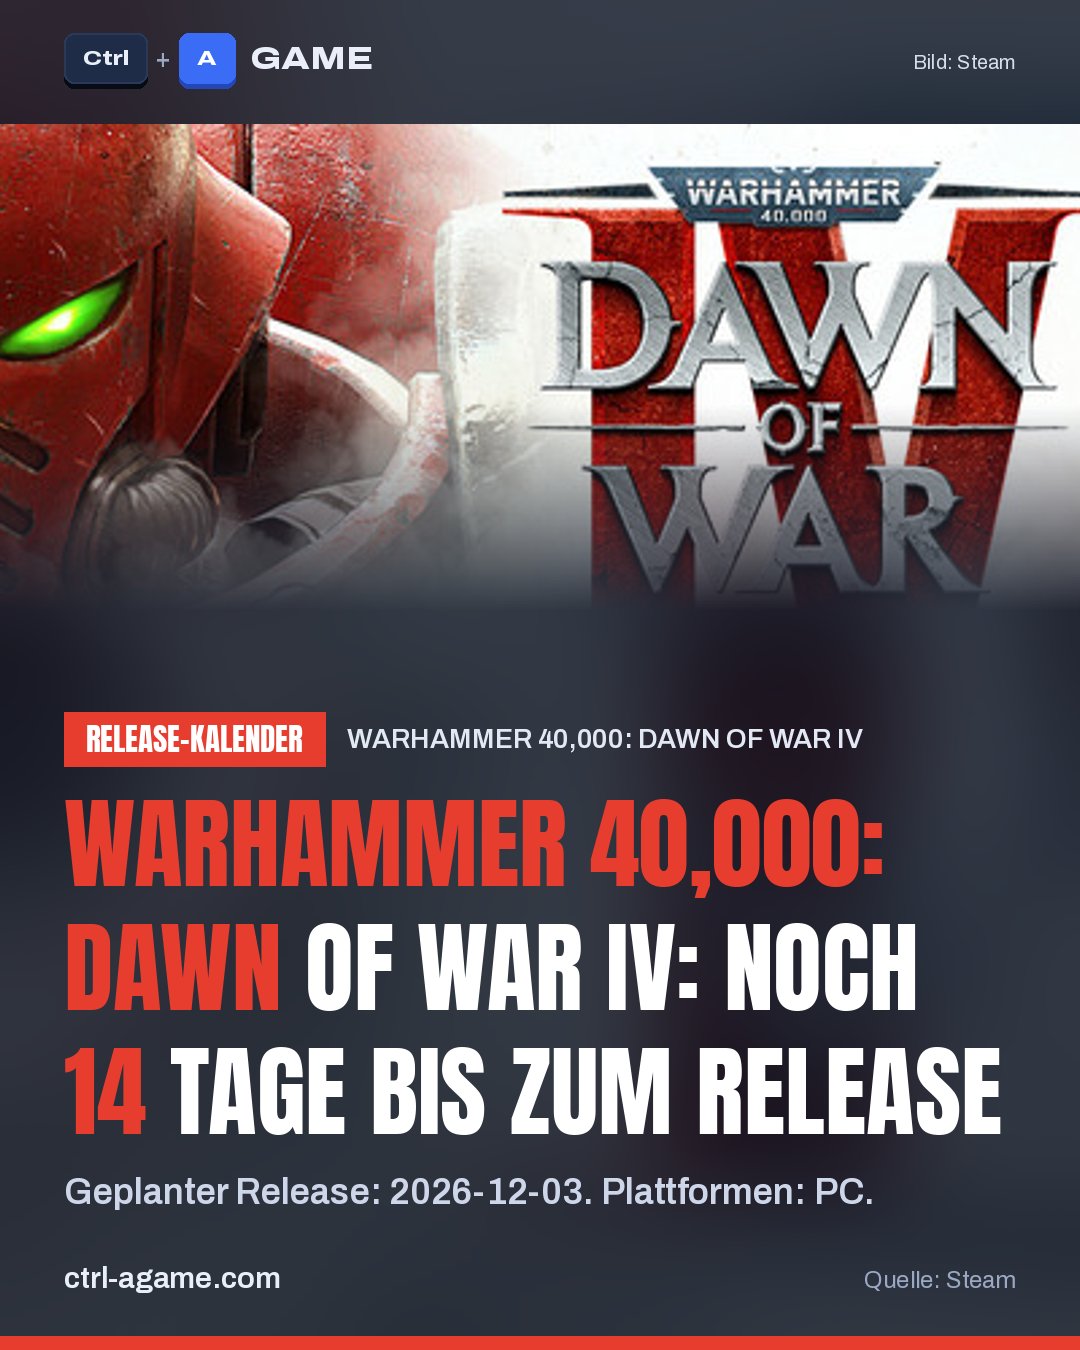 Ctrl + A GAME
Bild: Steam
WARHAMMER
40,000
DAWN
OF
WAR
RELEASE-KALENDER
WARHAMMER 40,000: DAWN OF WAR IV
WARHAMMER 40,000:
DAWN OF WAR IV: NOCH
14 TAGE BIS ZUM RELEASE
Geplanter Release: 2026-12-03. Plattformen: PC.
ctrl-agame.com
Quelle: Steam